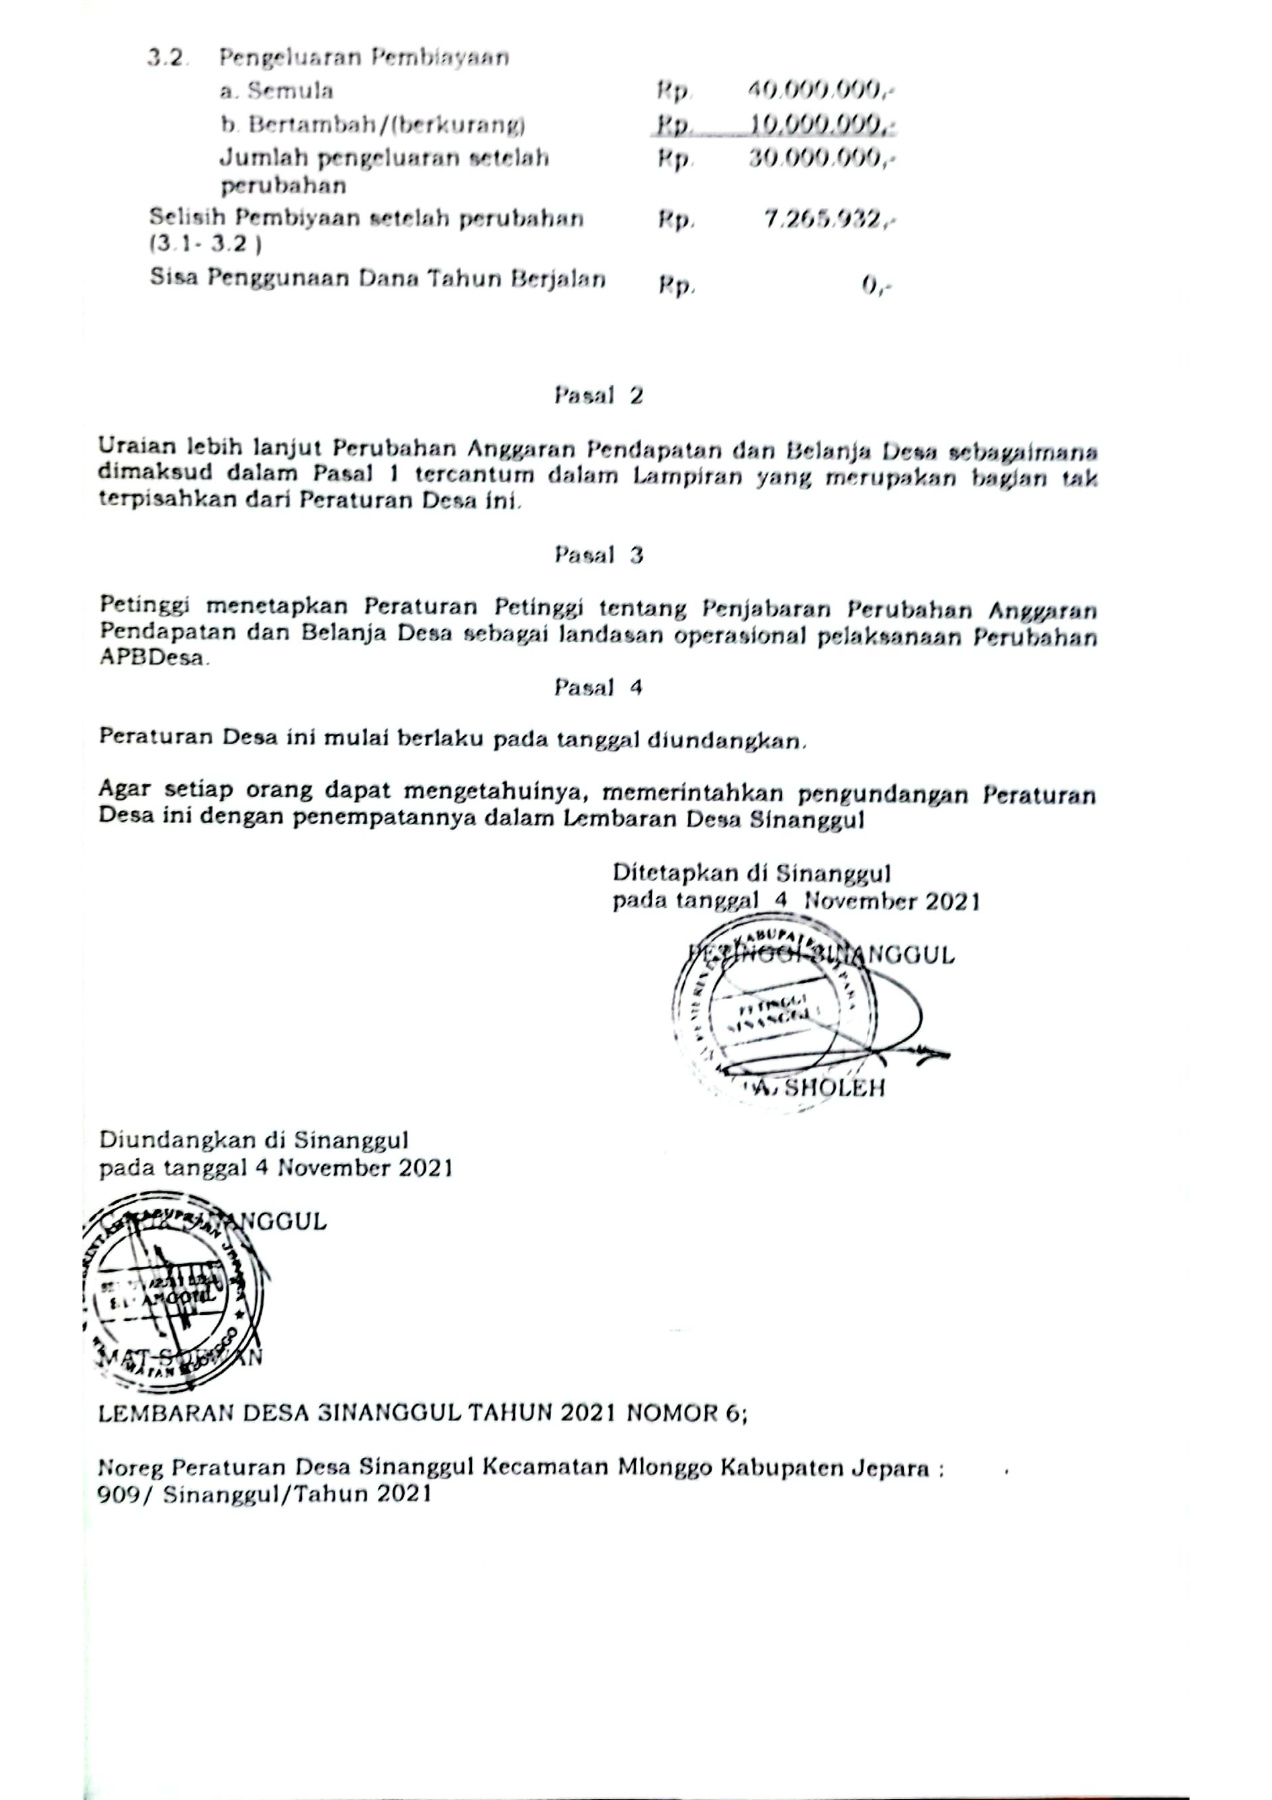 3.2. Pengeluaran Pembiayaan
a. Semula Rp. 40.000.000,-
b. Bertambah/(berkurang) Rp. 10.000.000,-
Jumlah pengeluaran setelah Rp. 30.000.000,-
perubahan
Selisih Pembiyaan setelah perubahan Rp. 7.265.932,-
(3.1- 3.2 )
Sisa Penggunaan Dana Tahun Berjalan Rp. 0,-
Pasal 2
Uraian lebih lanjut Perubahan Anggaran Pendapatan dan Belanja Desa sebagaimana
dimaksud dalam Pasal 1 tercantum dalam Lampiran yang merupakan bagian tak
terpisahkan dari Peraturan Desa ini.
Pasal 3
Petinggi menetapkan Peraturan Petinggi tentang Penjabaran Perubahan Anggaran
Pendapatan dan Belanja Desa sebagai landasan operasional pelaksanaan Perubahan
APBDesa.
Pasal 4
Peraturan Desa ini mulai berlaku pada tanggal diundangkan.
Agar setiap orang dapat mengetahuinya, memerintahkan pengundangan Peraturan
Desa ini dengan penempatannya dalam Lembaran Desa Sinanggul
Ditetapkan di Sinanggul
pada tanggal 4 November 2021
PETINGGI SINANGGUL
KABUPATEN JEPARA
PETINGGI
SINANGGUL
A. SHOLEH
Diundangkan di Sinanggul
pada tanggal 4 November 2021
SINANGGUL
KABUPATEN JEPARA
LEMBARAN DESA SINANGGUL TAHUN 2021 NOMOR 6;
Noreg Peraturan Desa Sinanggul Kecamatan Mlonggo Kabupaten Jepara :
909/ Sinanggul/Tahun 2021